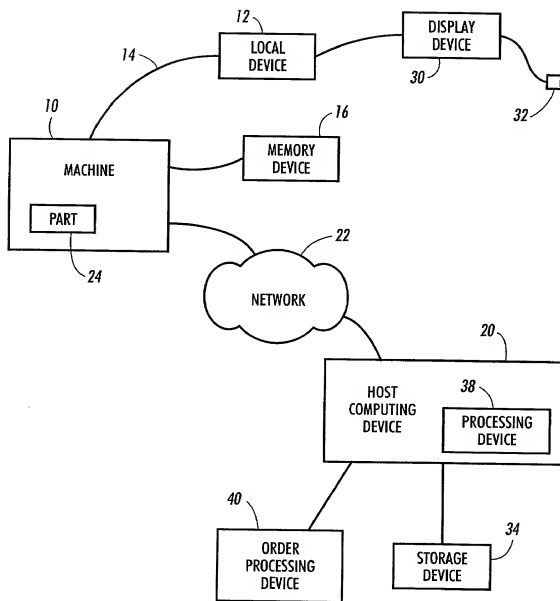 12
LOCAL
DEVICE
DISPLAY
DEVICE
30
32
14
10
MACHINE
PART
24
16
MEMORY
DEVICE
22
NETWORK
20
HOST
COMPUTING
DEVICE
38
PROCESSING
DEVICE
40
ORDER
PROCESSING
DEVICE
34
STORAGE
DEVICE